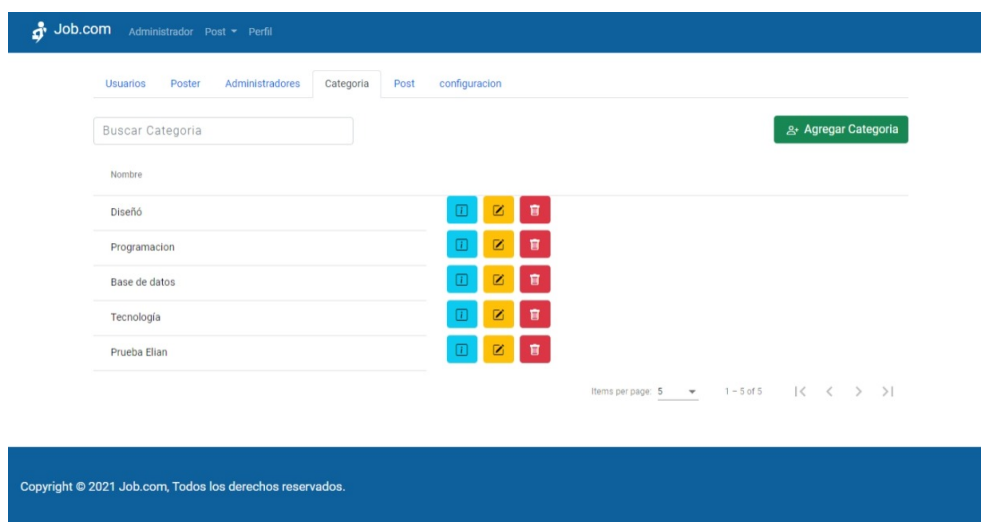 Job.com Administrador Post Perfil
Usuarios Poster Administradores Categoria Post configuracion
Buscar Categoria Agregar Categoria
Nombre
Diseñó
Programacion
Base de datos
Tecnología
Prueba Elian
Items per page: 5 1 – 5 of 5
Copyright © 2021 Job.com, Todos los derechos reservados.